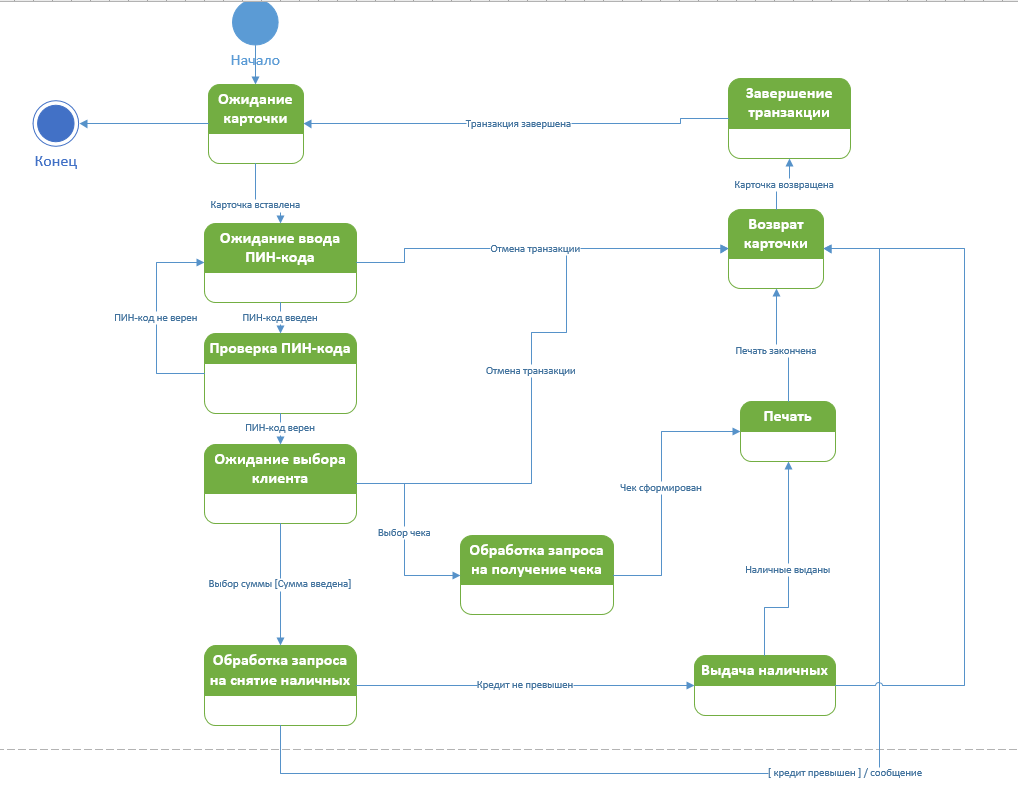 Начало
Ожидание
карточки
Завершение
транзакции
Транзакция завершена
Конец
Карточка возвращена
Карточка вставлена
Ожидание ввода
ПИН-кода
Отмена транзакции
Возврат
карточки
ПИН-код не верен
ПИН-код введен
Проверка ПИН-кода
Печать закончена
Отмена транзакции
ПИН-код верен
Печать
Ожидание выбора
клиента
Чек сформирован
Выбор чека
Обработка запроса
на получение чека
Наличные выданы
Выбор суммы [Сумма введена]
Обработка запроса
на снятие наличных
Кредит не превышен
Выдача наличных
[ кредит превышен ] / сообщение